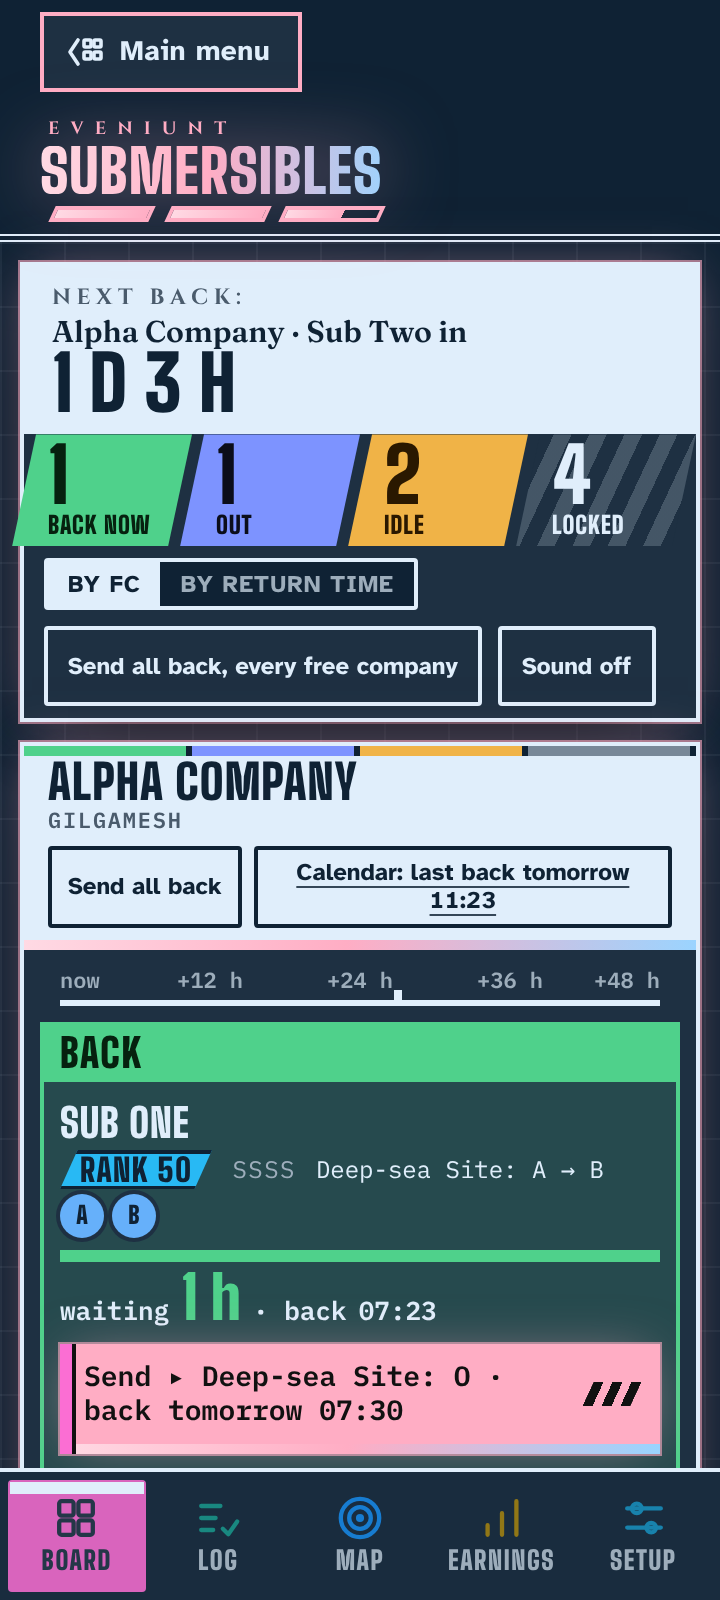 Main menu
EVENIUNT
SUBMERSIBLES
NEXT BACK:
Alpha Company · Sub Two in
1D 3H
1
BACK NOW
1
OUT
2
IDLE
4
LOCKED
BY FC
BY RETURN TIME
Send all back, every free company
Sound off
ALPHA COMPANY
GILGAMESH
Send all back
Calendar: last back tomorrow
11:23
now +12 h +24 h +36 h +48 h
BACK
SUB ONE
RANK 50 SSSS Deep-sea Site: A → B
A B
waiting 1h · back 07:23
Send ▸ Deep-sea Site: O ·
back tomorrow 07:30
BOARD LOG MAP EARNINGS SETUP